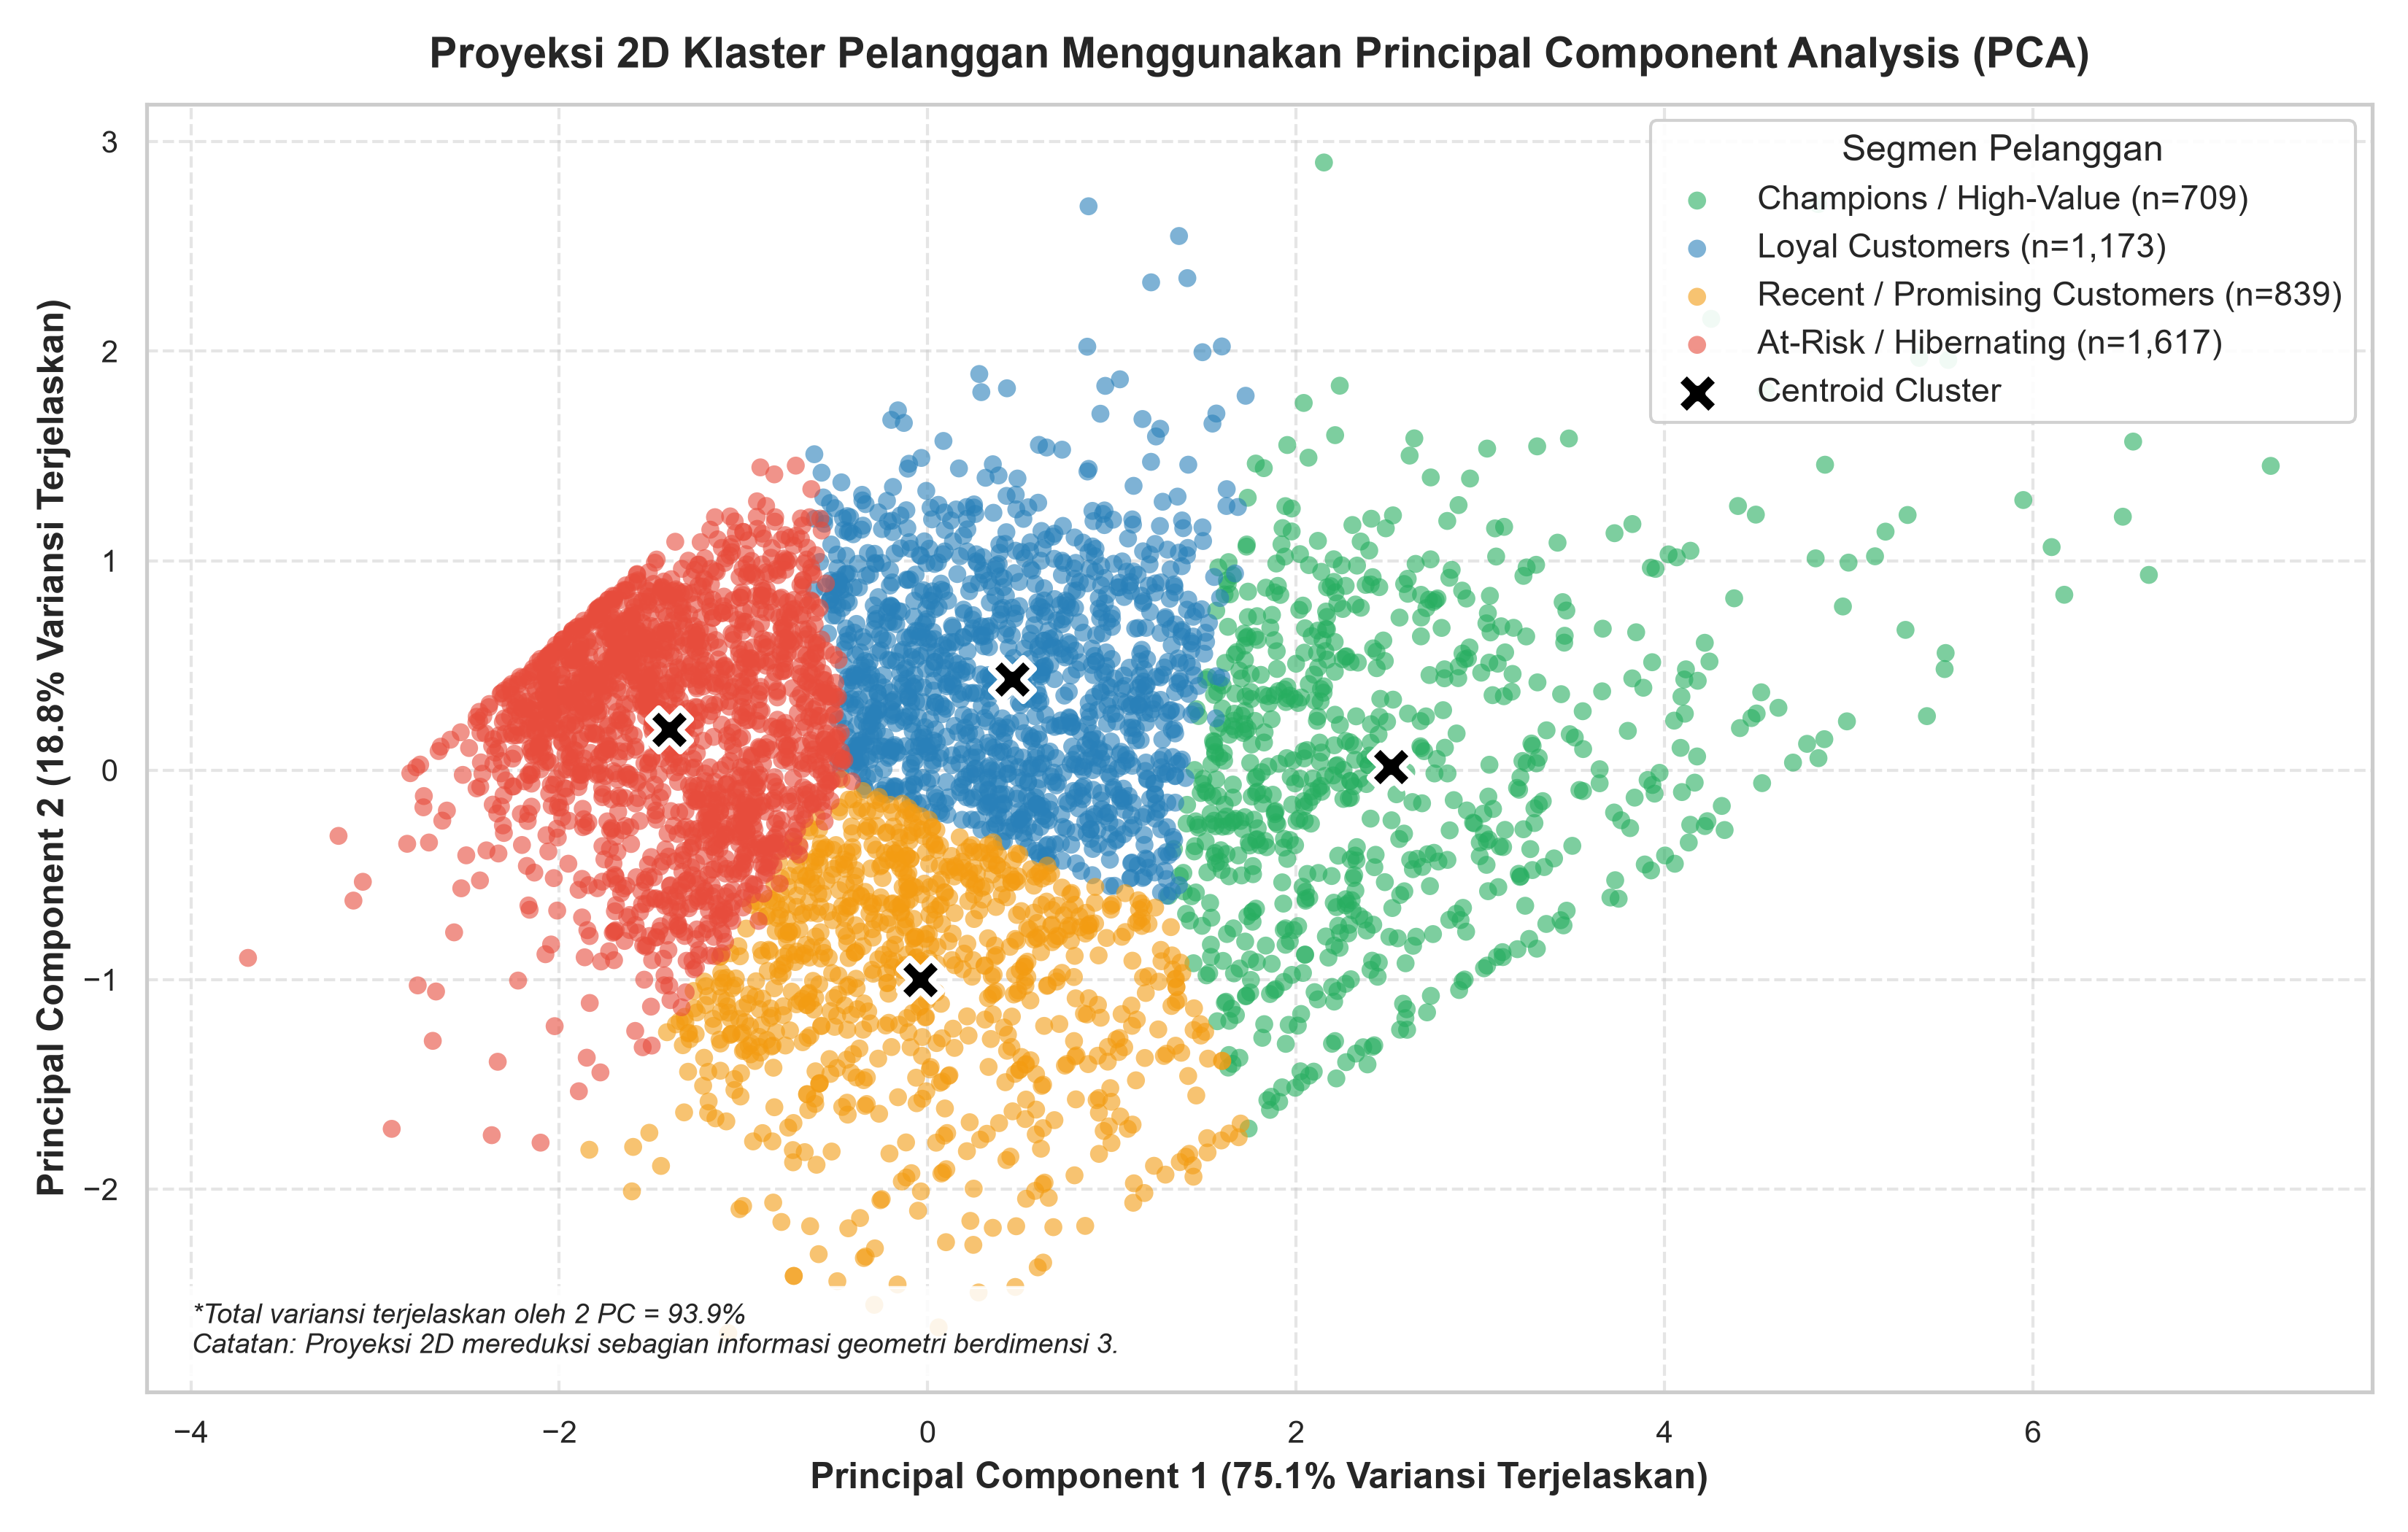 Proyeksi 2D Klaster Pelanggan Menggunakan Principal Component Analysis (PCA)
Principal Component 2 (18.8% Variansi Terjelaskan)
3
2
1
0
−1
−2
Segmen Pelanggan
Champions / High-Value (n=709)
Loyal Customers (n=1,173)
Recent / Promising Customers (n=839)
At-Risk / Hibernating (n=1,617)
Centroid Cluster
*Total variansi terjelaskan oleh 2 PC = 93.9%
Catatan: Proyeksi 2D mereduksi sebagian informasi geometri berdimensi 3.
−4 −2 0 2 4 6
Principal Component 1 (75.1% Variansi Terjelaskan)